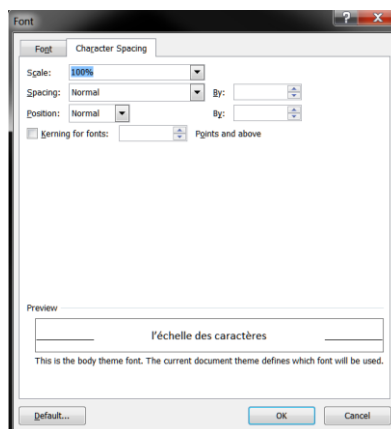 Font
Font Character Spacing
Scale: 100%
Spacing: Normal By:
Position: Normal By:
Kerning for fonts: Points and above
Preview
l'échelle des caractères
This is the body theme font. The current document theme defines which font will be used.
Default... OK Cancel